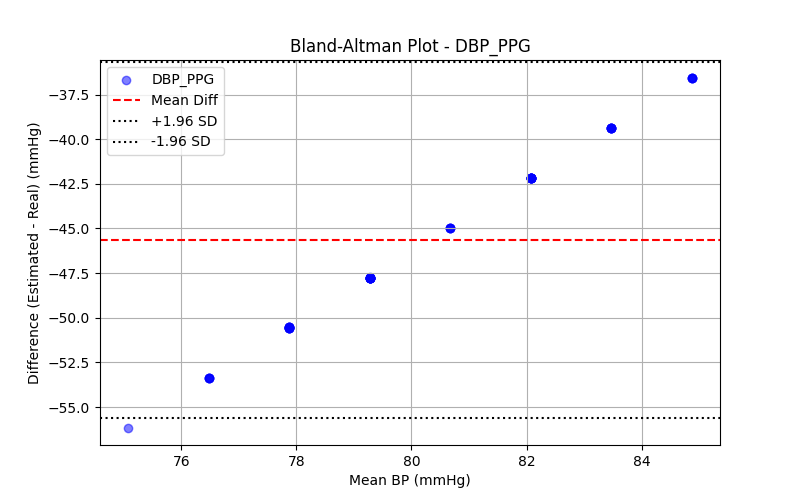 Bland-Altman Plot - DBP_PPG
DBP_PPG
Mean Diff
+1.96 SD
-1.96 SD
Difference (Estimated - Real) (mmHg)
−37.5
−40.0
−42.5
−45.0
−47.5
−50.0
−52.5
−55.0
76 78 80 82 84
Mean BP (mmHg)